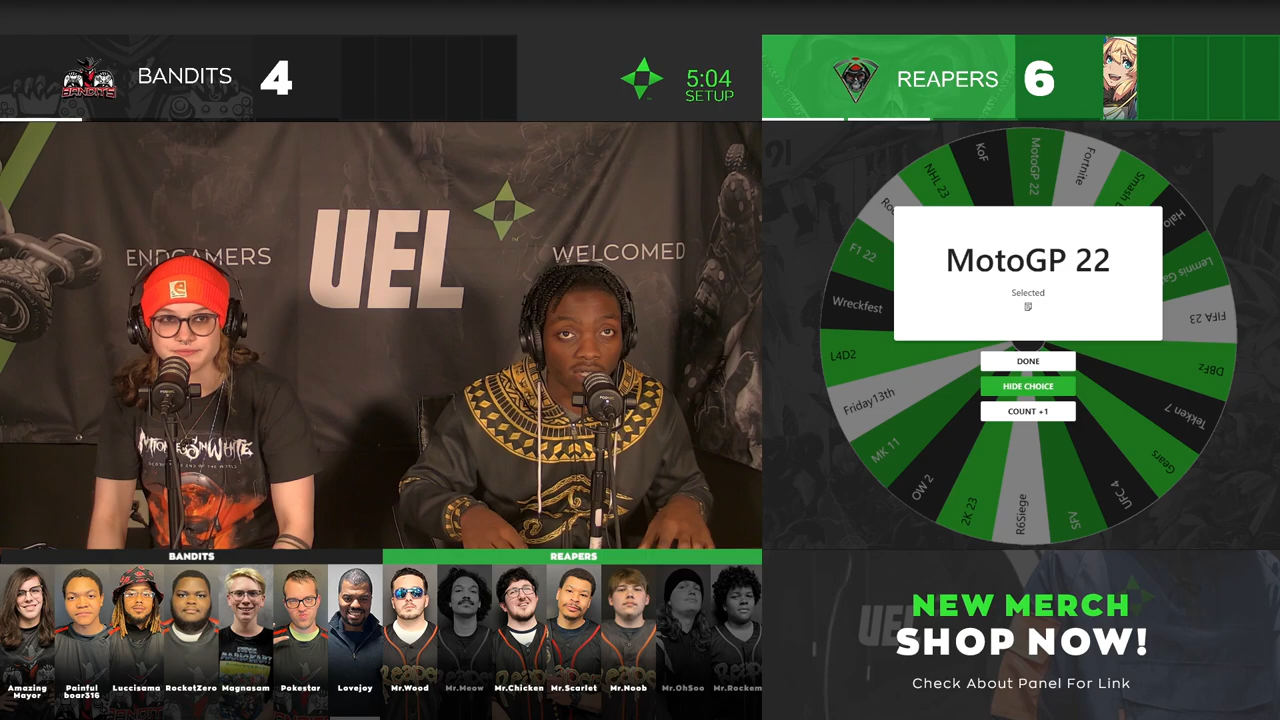 BANDITS
4
5:04
SETUP
REAPERS
6
BANDITS
ENDGAMERS
UEL
WELCOMED
MotoGP 22
Selected
DONE
HIDE CHOICE
COUNT +1
KoF
MotoGP 22
Fortnite
Halo
FIFA 23
DBFz
Tekken 7
Gears
UFC 4
SFV
R6Siege
2K 23
OW 2
MK 11
Friday13th
L4D2
Wreckfest
F1 22
NHL 23
BANDITS
REAPERS
Amazing
Mayor
Painful
boar316
Luccisama
RocketZero
Magnasam
Pokestar
Lovejoy
Mr.Wood
Mr.Meow
Mr.Chicken
Mr.Scarlet
Mr.Noob
Mr.OhSoo
Mr.Rockem
UEL
NEW MERCH
SHOP NOW!
Check About Panel For Link